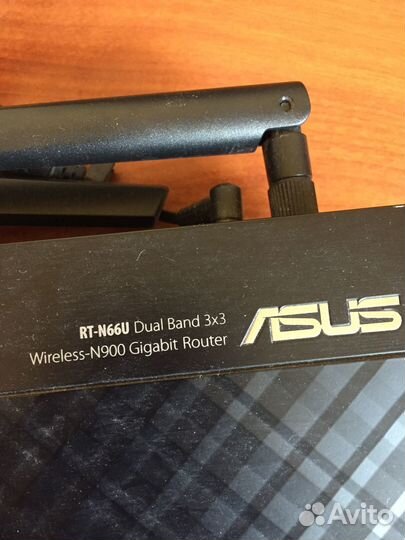 RT-N66U Dual Band 3x3
Wireless-N900 Gigabit Router
ASUS
Avito